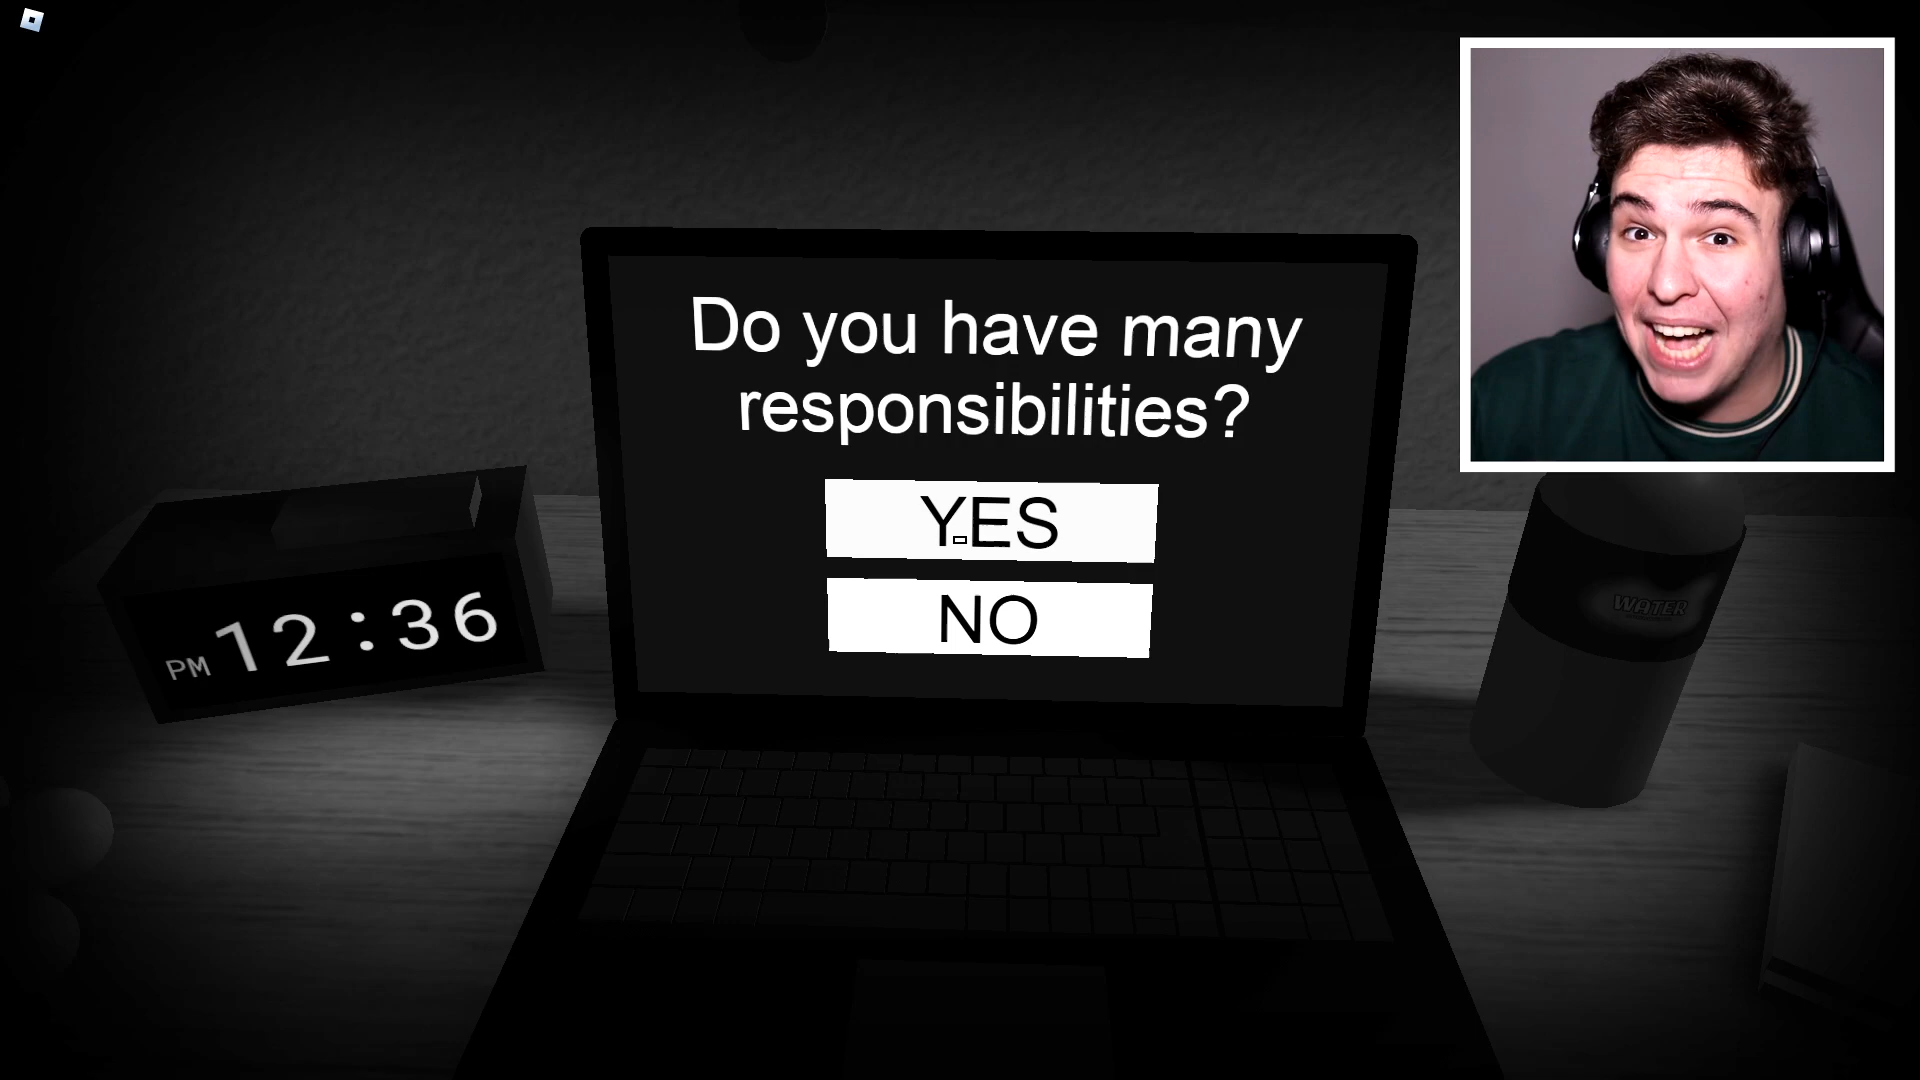 Do you have many
responsibilities?
YES
NO
PM 12:36
WATER